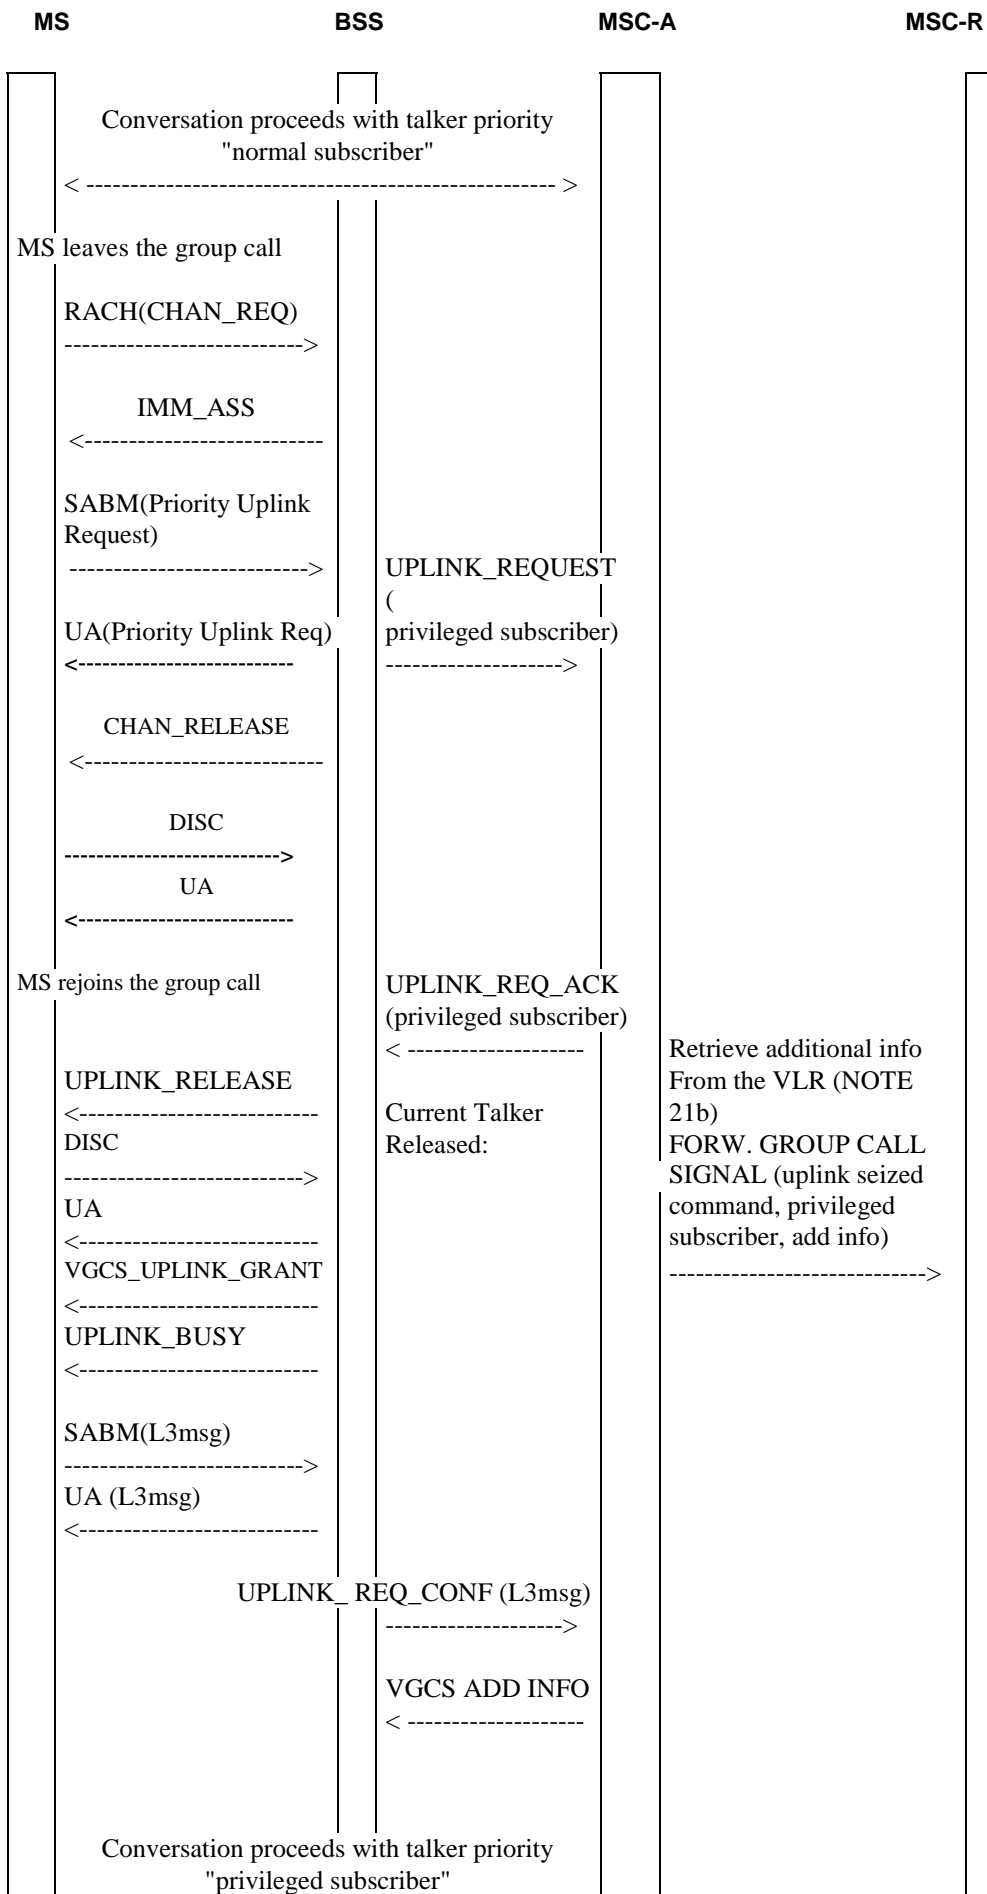 MS BSS MSC-A MSC-R
Conversation proceeds with talker priority
"normal subscriber"
< ----------------------------------------------------- >
MS leaves the group call
RACH(CHAN_REQ)
--------------------------->
IMM_ASS
<---------------------------
SABM(Priority Uplink
Request)
--------------------------->
UPLINK_REQUEST
(
UA(Priority Uplink Req)
privileged subscriber)
<---------------------------
-------------------->
CHAN_RELEASE
<---------------------------
DISC
--------------------------->
UA
<---------------------------
MS rejoins the group call
UPLINK_REQ_ACK
(privileged subscriber)
< --------------------
Retrieve additional info
From the VLR (NOTE
21b)
FORW. GROUP CALL
SIGNAL (uplink seized
command, privileged
subscriber, add info)
----------------------------->
UPLINK_RELEASE
<---------------------------
Current Talker
Released:
DISC
--------------------------->
UA
<---------------------------
VGCS_UPLINK_GRANT
<---------------------------
UPLINK_BUSY
<---------------------------
SABM(L3msg)
--------------------------->
UA (L3msg)
<---------------------------
UPLINK_ REQ_CONF (L3msg)
-------------------->
VGCS ADD INFO
< --------------------
Conversation proceeds with talker priority
"privileged subscriber"